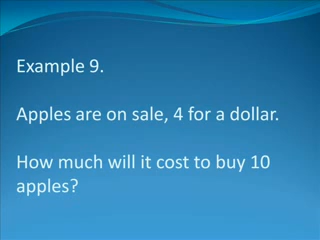 Example 9.
Apples are on sale, 4 for a dollar.
How much will it cost to buy 10
apples?